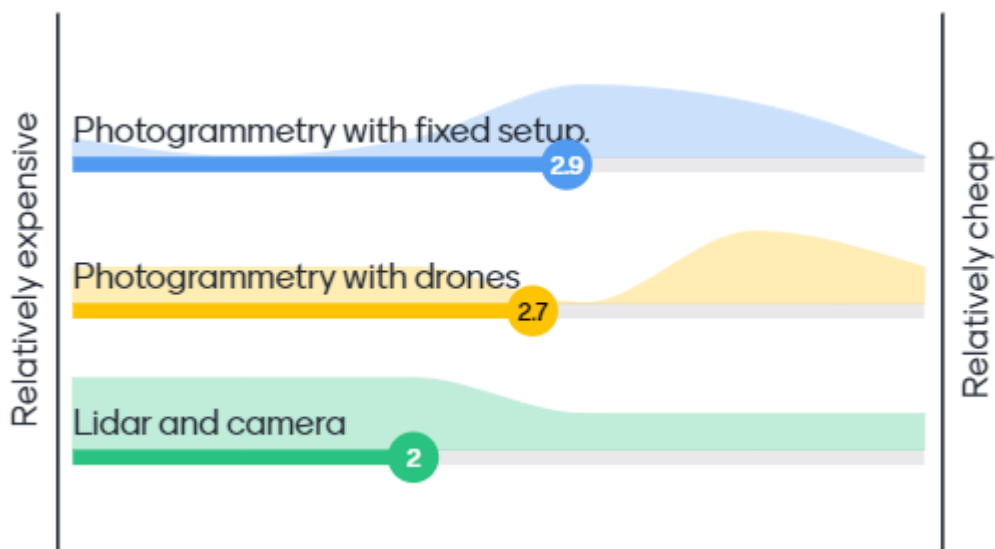 Relatively expensive
Photogrammetry with fixed setup.
2.9
Photogrammetry with drones
2.7
Lidar and camera
2
Relatively cheap